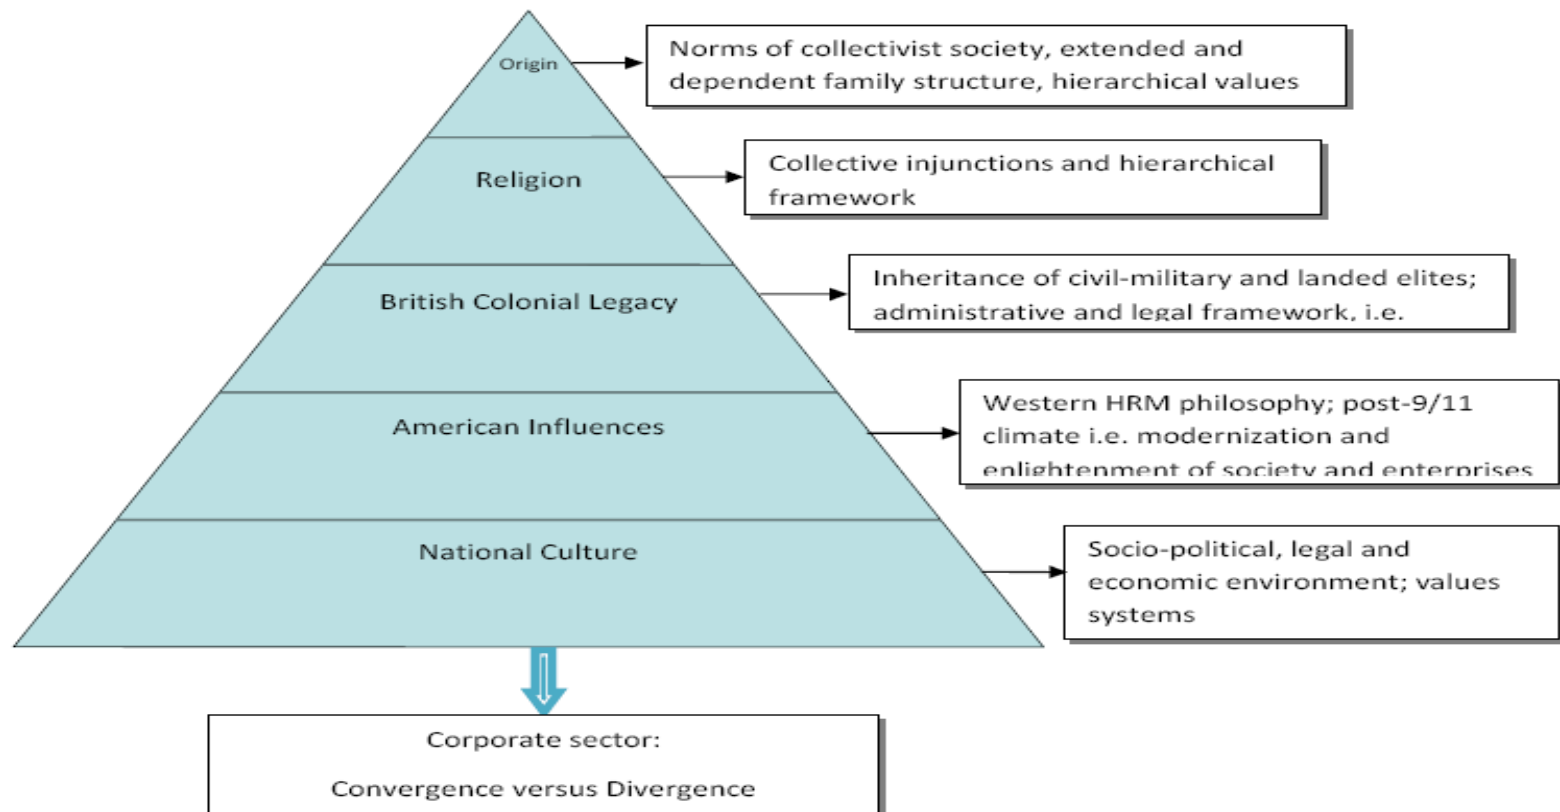 Origin
Norms of collectivist society, extended and
dependent family structure, hierarchical values
Religion
Collective injunctions and hierarchical
framework
British Colonial Legacy
Inheritance of civil-military and landed elites;
administrative and legal framework, i.e.
American Influences
Western HRM philosophy; post-9/11
climate i.e. modernization and
enlightenment of society and enterprises
National Culture
Socio-political, legal and
economic environment; values
systems
Corporate sector:
Convergence versus Divergence